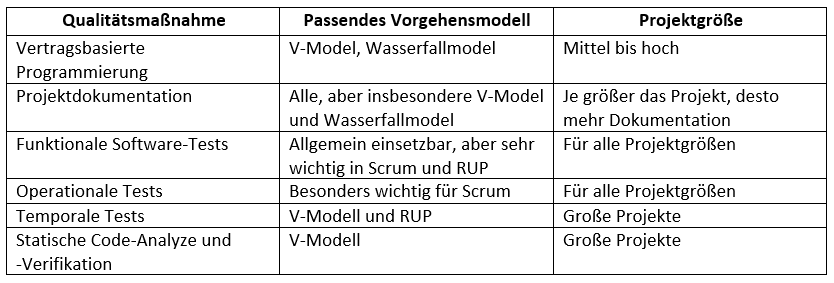 Qualitätsmaßnahme Passendes Vorgehensmodell Projektgröße
Vertragsbasierte V-Model, Wasserfallmodel Mittel bis hoch
Programmierung
Projektdokumentation Alle, aber insbesondere V-Model Je größer das Projekt, desto
und Wasserfallmodel mehr Dokumentation
Funktionale Software-Tests Allgemein einsetzbar, aber sehr Für alle Projektgrößen
wichtig in Scrum und RUP
Operationale Tests Besonders wichtig für Scrum Für alle Projektgrößen
Temporale Tests V-Modell und RUP Große Projekte
Statische Code-Analyze und V-Modell Große Projekte
-Verifikation